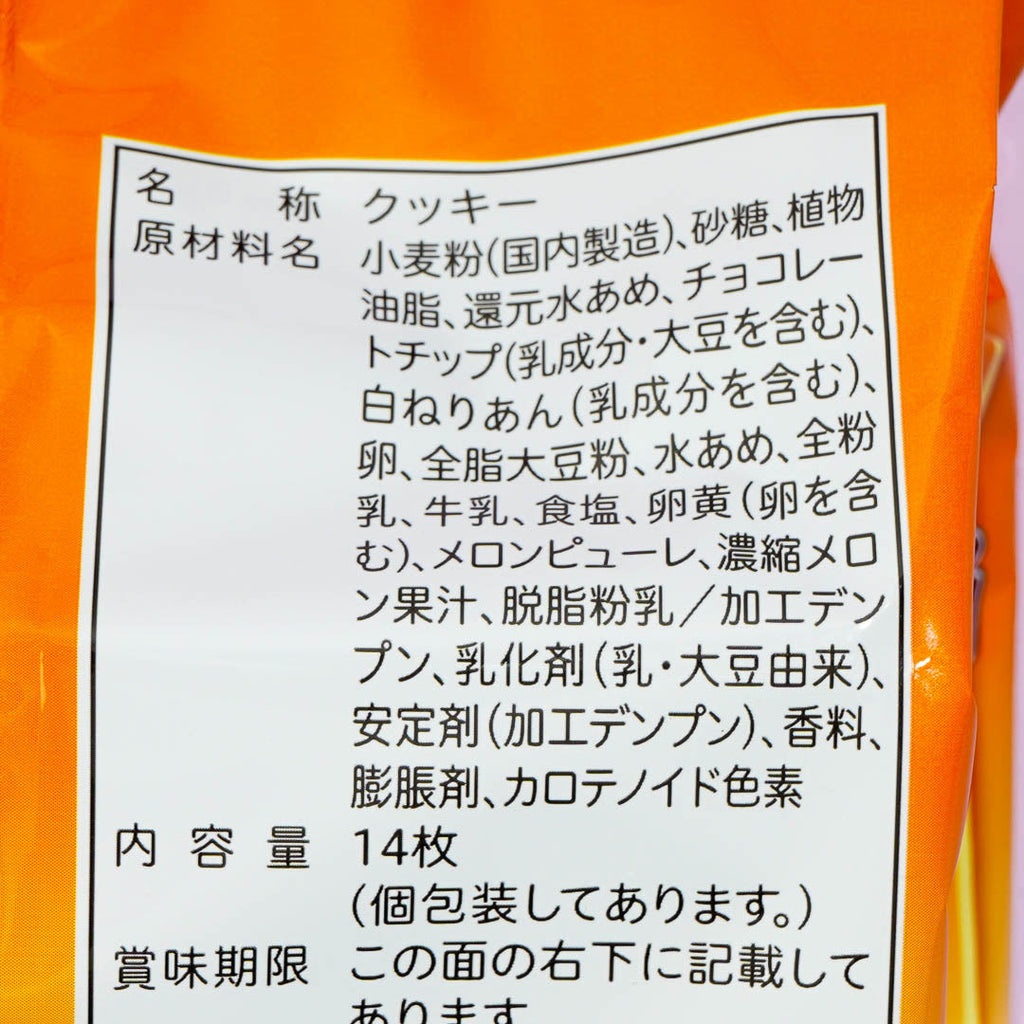 名称 クッキー
原材料名 小麦粉(国内製造)、砂糖、植物
油脂、還元水あめ、チョコレー
トチップ(乳成分・大豆を含む)、
白ねりあん(乳成分を含む)、
卵、全脂大豆粉、水あめ、全粉
乳、牛乳、食塩、卵黄(卵を含
む)、メロンピューレ、濃縮メロ
ン果汁、脱脂粉乳/加工デン
プン、乳化剤(乳・大豆由来)、
安定剤(加工デンプン)、香料、
膨脹剤、カロテノイド色素
内容量 14枚
(個包装してあります。)
賞味期限 この面の右下に記載して
あります